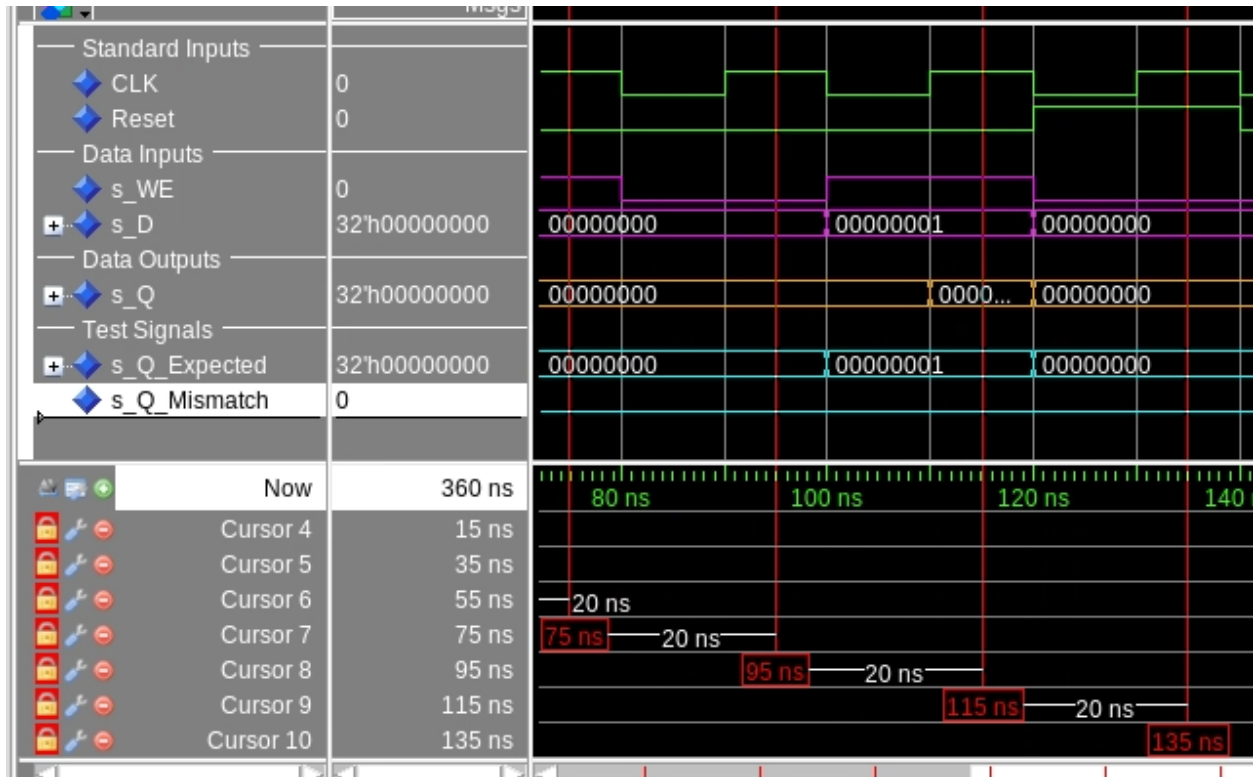 Msgs
Standard Inputs
CLK 0
Reset 0
Data Inputs
s_WE 0
s_D 32'h00000000 00000000 00000001 00000000
Data Outputs
s_Q 32'h00000000 00000000 0000... 00000000
Test Signals
s_Q_Expected 32'h00000000 00000000 00000001 00000000
s_Q_Mismatch 0
Now 360 ns 80 ns 100 ns 120 ns 140
Cursor 4 15 ns
Cursor 5 35 ns
Cursor 6 55 ns 20 ns
Cursor 7 75 ns 75 ns 20 ns
Cursor 8 95 ns 95 ns 20 ns
Cursor 9 115 ns 115 ns 20 ns
Cursor 10 135 ns 135 ns